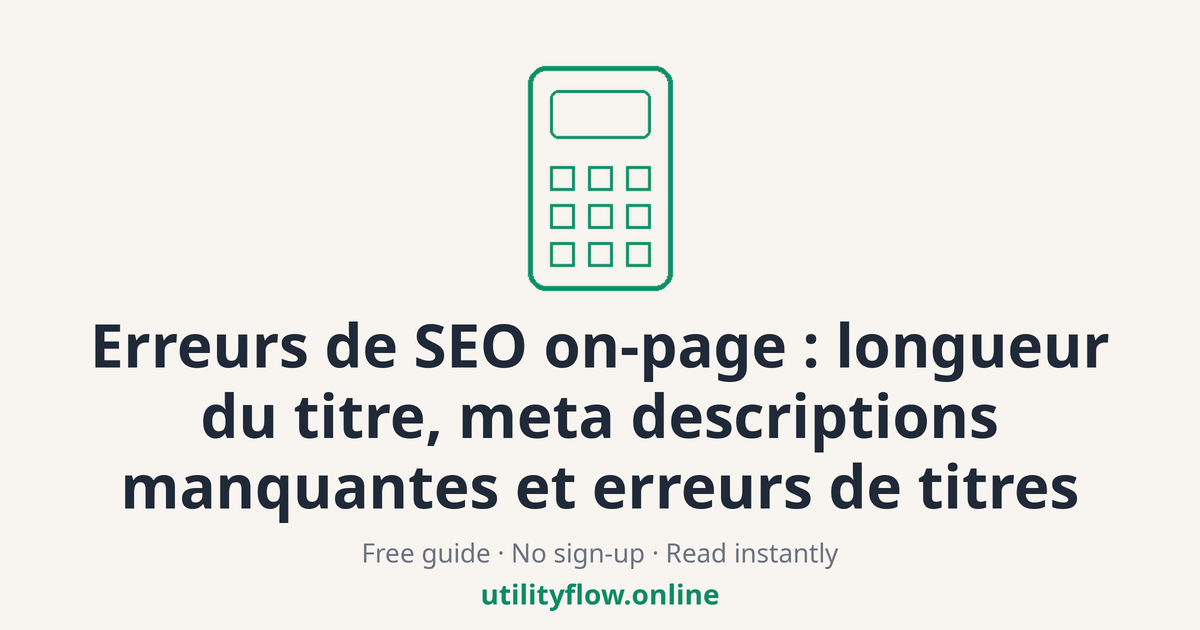 Erreurs de SEO on-page : longueur
du titre, meta descriptions
manquantes et erreurs de titres
Free guide · No sign-up · Read instantly
utilityflow.online